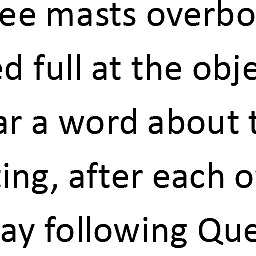 ee masts overbo
ed full at the obje
ar a word about t
ting, after each o
ay following Que